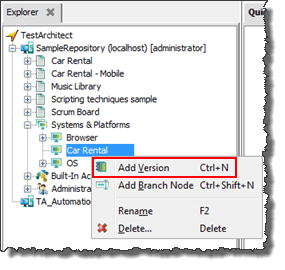 Explorer
Qui
TestArchitect
SampleRepository (localhost) [administrator]
Car Rental
Car Rental - Mobile
Music Library
Scripting techniques sample
Scrum Board
Systems & Platforms
Browser
Car Rental
OS
Built-In Ac
Administra
TA_Automation
Add Version Ctrl+N
Add Branch Node Ctrl+Shift+N
Rename F2
Delete... Delete